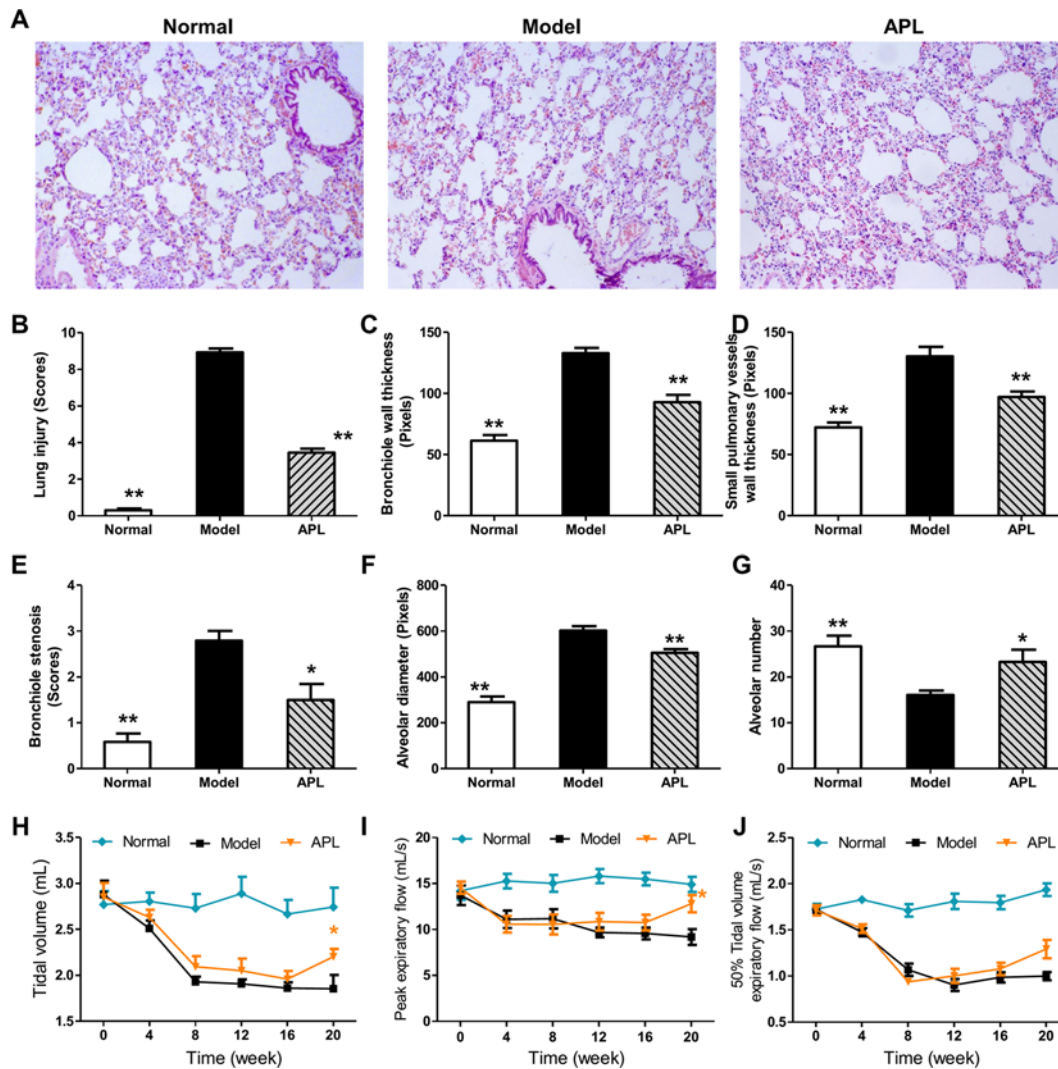 A
Normal
Model
APL
B
Lung injury (Scores)
10
8
6
4
2
0
**
**
Normal Model APL
C
Bronchiole wall thickness
(Pixels)
150
100
50
0
**
**
Normal Model APL
D
Small pulmonary vessels
wall thickness (Pixels)
150
100
50
0
**
**
Normal Model APL
E
Bronchiole stenosis
(Scores)
4
3
2
1
0
**
*
Normal Model APL
F
Alveolar diameter (Pixels)
800
600
400
200
0
**
**
Normal Model APL
G
Alveolar number
40
30
20
10
0
**
*
Normal Model APL
H
Normal Model APL
Tidal volume (mL)
3.5
3.0
2.5
2.0
1.5
*
0 4 8 12 16 20
Time (week)
I
Normal Model APL
Peak expiratory flow (mL/s)
20
15
10
5
0
*
0 4 8 12 16 20
Time (week)
J
Normal Model APL
50% Tidal volume
expiratory flow (mL/s)
2.5
2.0
1.5
1.0
0.5
0 4 8 12 16 20
Time (week)